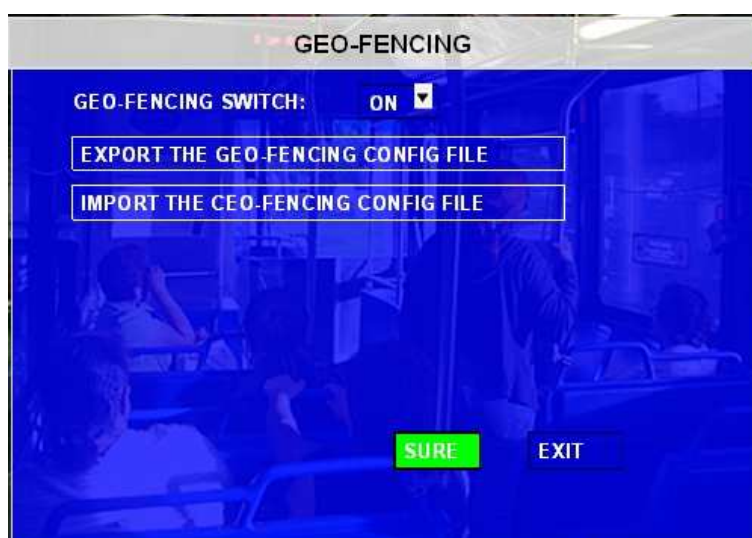 GEO-FENCING
GEO-FENCING SWITCH: ON
EXPORT THE GEO-FENCING CONFIG FILE
IMPORT THE CEO-FENCING CONFIG FILE
SURE EXIT